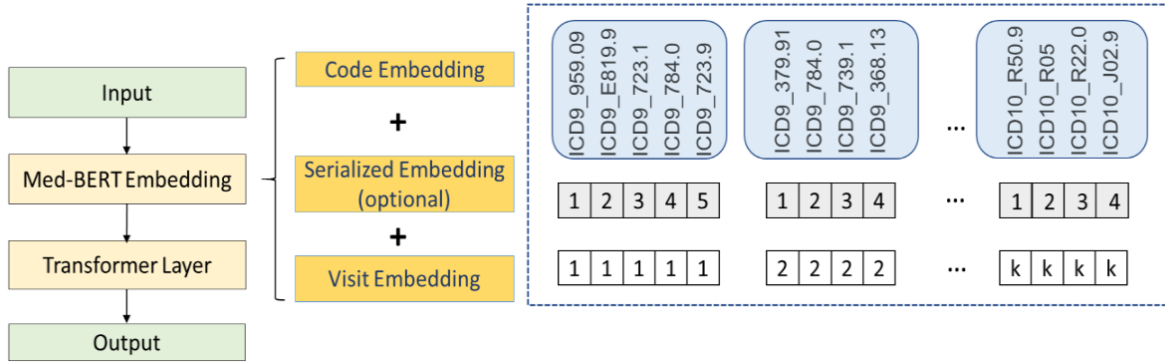 Input
Med-BERT Embedding
Transformer Layer
Output
Code Embedding
+
Serialized Embedding
(optional)
+
Visit Embedding
ICD9_959.09
ICD9_E819.9
ICD9_723.1
ICD9_784.0
ICD9_723.9
ICD9_379.91
ICD9_784.0
ICD9_739.1
ICD9_368.13
...
ICD10_R50.9
ICD10_R05
ICD10_R22.0
ICD10_J02.9
1 2 3 4 5 1 2 3 4 ... 1 2 3 4
1 1 1 1 1 2 2 2 2 ... k k k k